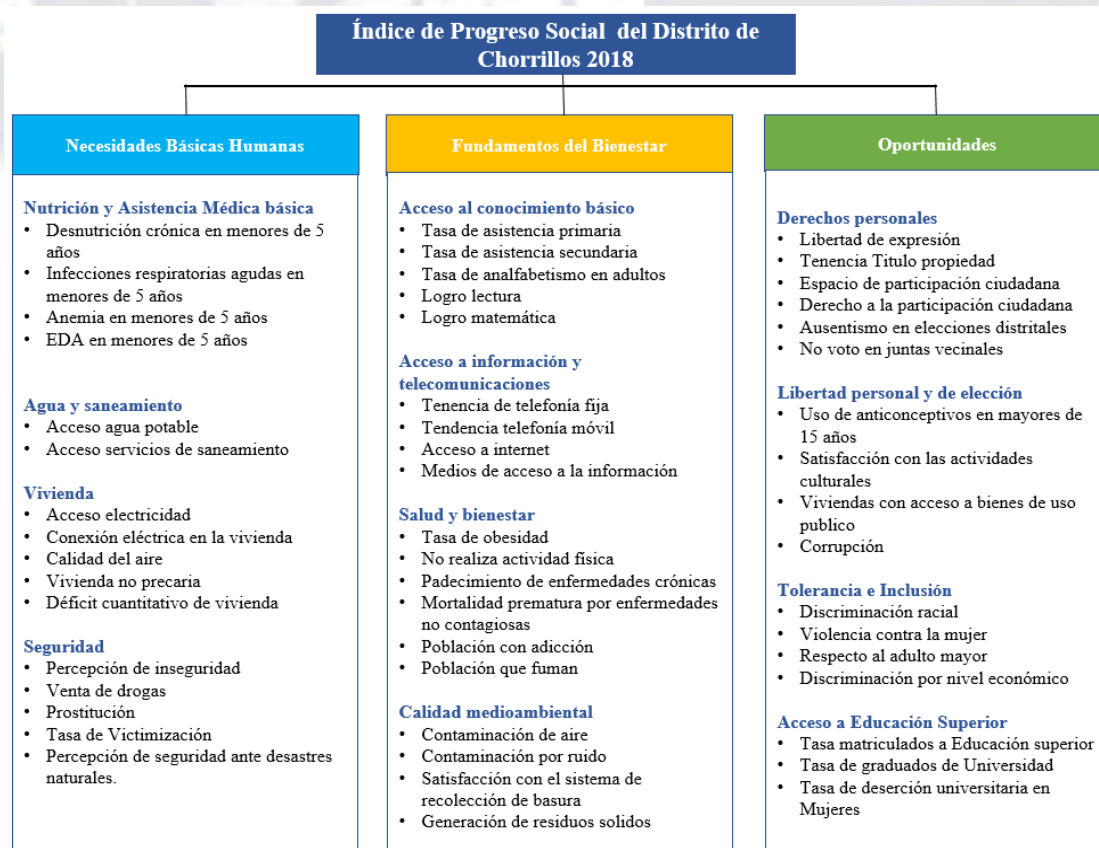 Índice de Progreso Social del Distrito de
Chorrillos 2018
Necesidades Básicas Humanas
Nutrición y Asistencia Médica básica
• Desnutrición crónica en menores de 5
años
• Infecciones respiratorias agudas en
menores de 5 años
• Anemia en menores de 5 años
• EDA en menores de 5 años
Agua y saneamiento
• Acceso agua potable
• Acceso servicios de saneamiento
Vivienda
• Acceso electricidad
• Conexión eléctrica en la vivienda
• Calidad del aire
• Vivienda no precaria
• Déficit cuantitativo de vivienda
Seguridad
• Percepción de inseguridad
• Venta de drogas
• Prostitución
• Tasa de Victimización
• Percepción de seguridad ante desastres
naturales.
Fundamentos del Bienestar
Acceso al conocimiento básico
• Tasa de asistencia primaria
• Tasa de asistencia secundaria
• Tasa de analfabetismo en adultos
• Logro lectura
• Logro matemática
Acceso a información y
telecomunicaciones
• Tenencia de telefonía fija
• Tendencia telefonía móvil
• Acceso a internet
• Medios de acceso a la información
Salud y bienestar
• Tasa de obesidad
• No realiza actividad física
• Padecimiento de enfermedades crónicas
• Mortalidad prematura por enfermedades
no contagiosas
• Población con adicción
• Población que fuman
Calidad medioambiental
• Contaminación de aire
• Contaminación por ruido
• Satisfacción con el sistema de
recolección de basura
• Generación de residuos solidos
Oportunidades
Derechos personales
• Libertad de expresión
• Tenencia Titulo propiedad
• Espacio de participación ciudadana
• Derecho a la participación ciudadana
• Ausentismo en elecciones distritales
• No voto en juntas vecinales
Libertad personal y de elección
• Uso de anticonceptivos en mayores de
15 años
• Satisfacción con las actividades
culturales
• Viviendas con acceso a bienes de uso
publico
• Corrupción
Tolerancia e Inclusión
• Discriminación racial
• Violencia contra la mujer
• Respecto al adulto mayor
• Discriminación por nivel económico
Acceso a Educación Superior
• Tasa matriculados a Educación superior
• Tasa de graduados de Universidad
• Tasa de deserción universitaria en
Mujeres